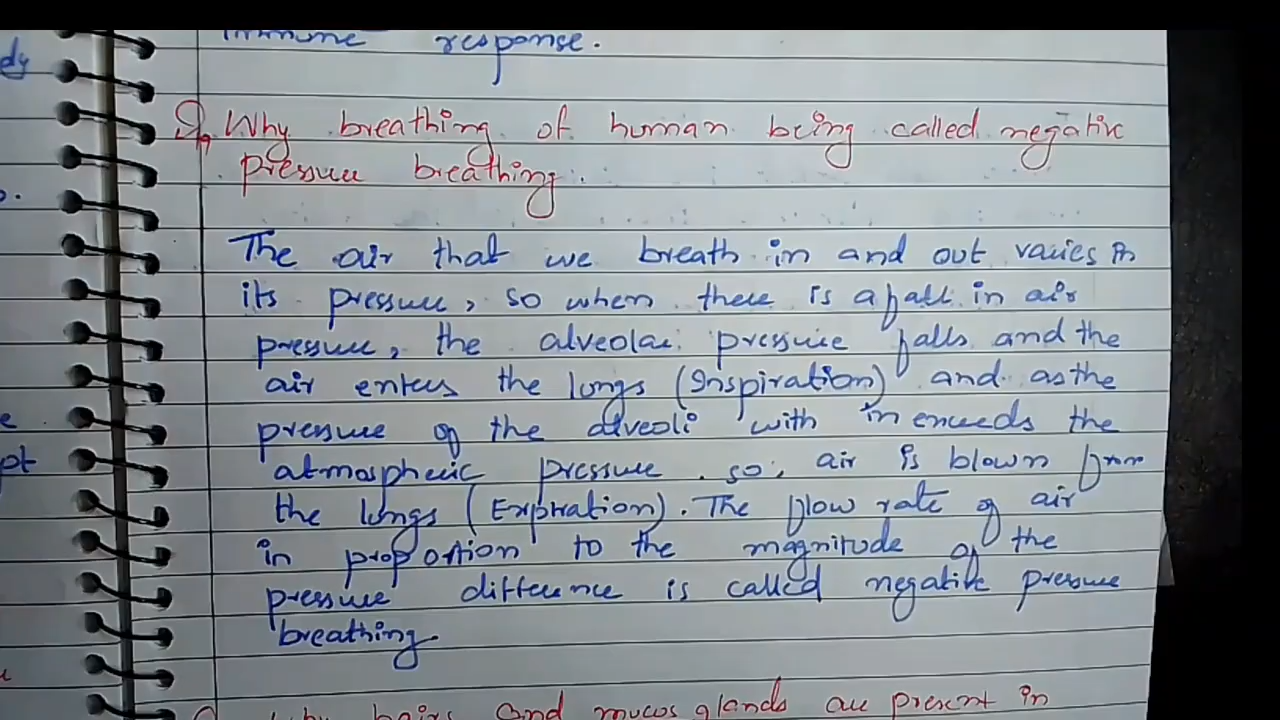 immune response.
Q, Why breathing of human being called negative
pressure breathing.
The air that we breath in and out varies in
its pressure, so when there is a fall in air
pressure, the alveolar pressure falls and the
air enters the lungs (Inspiration) and as the
pressure of the alveoli with in exceeds the
atmospheric pressure so, air is blown from
the lungs (Expiration). The flow rate of air
in proportion to the magnitude of the
pressure difference is called negative pressure
breathing.
hairs and mucos glands are present in